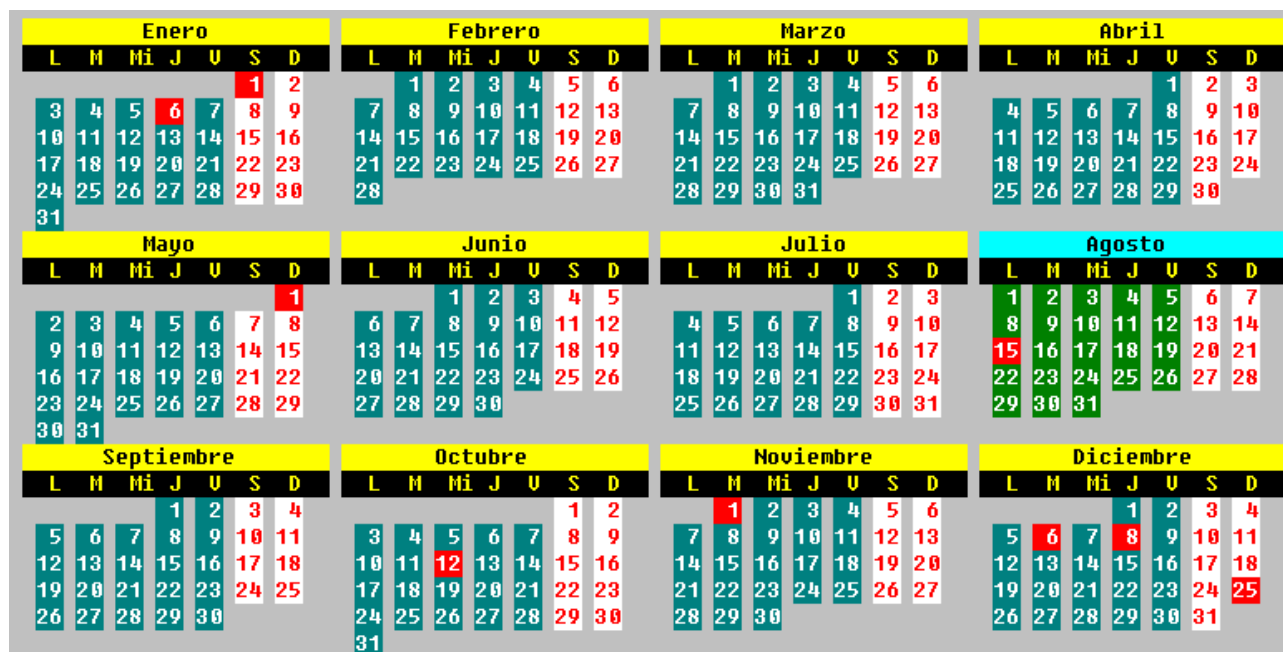 Enero Febrero Marzo Abril
L M Mi J V S D L M Mi J V S D L M Mi J V S D L M Mi J V S D
1 2 1 2 3 4 5 6 1 2 3 4 5 6 1 2 3
3 4 5 6 7 8 9 7 8 9 10 11 12 13 7 8 9 10 11 12 13 4 5 6 7 8 9 10
10 11 12 13 14 15 16 14 15 16 17 18 19 20 14 15 16 17 18 19 20 11 12 13 14 15 16 17
17 18 19 20 21 22 23 21 22 23 24 25 26 27 21 22 23 24 25 26 27 18 19 20 21 22 23 24
24 25 26 27 28 29 30 28 28 29 30 31 25 26 27 28 29 30
31
Mayo Junio Julio Agosto
L M Mi J V S D L M Mi J V S D L M Mi J V S D L M Mi J V S D
1 1 2 3 4 5 1 2 3 1 2 3 4 5 6 7
2 3 4 5 6 7 8 6 7 8 9 10 11 12 4 5 6 7 8 9 10 8 9 10 11 12 13 14
9 10 11 12 13 14 15 13 14 15 16 17 18 19 11 12 13 14 15 16 17 15 16 17 18 19 20 21
16 17 18 19 20 21 22 20 21 22 23 24 25 26 18 19 20 21 22 23 24 22 23 24 25 26 27 28
23 24 25 26 27 28 29 27 28 29 30 25 26 27 28 29 30 31 29 30 31
30 31
Septiembre Octubre Noviembre Diciembre
L M Mi J V S D L M Mi J V S D L M Mi J V S D L M Mi J V S D
1 2 3 4 1 2 1 2 3 4 5 6 1 2 3 4
5 6 7 8 9 10 11 3 4 5 6 7 8 9 7 8 9 10 11 12 13 5 6 7 8 9 10 11
12 13 14 15 16 17 18 10 11 12 13 14 15 16 14 15 16 17 18 19 20 12 13 14 15 16 17 18
19 20 21 22 23 24 25 17 18 19 20 21 22 23 21 22 23 24 25 26 27 19 20 21 22 23 24 25
26 27 28 29 30 24 25 26 27 28 29 30 28 29 30 26 27 28 29 30 31
31